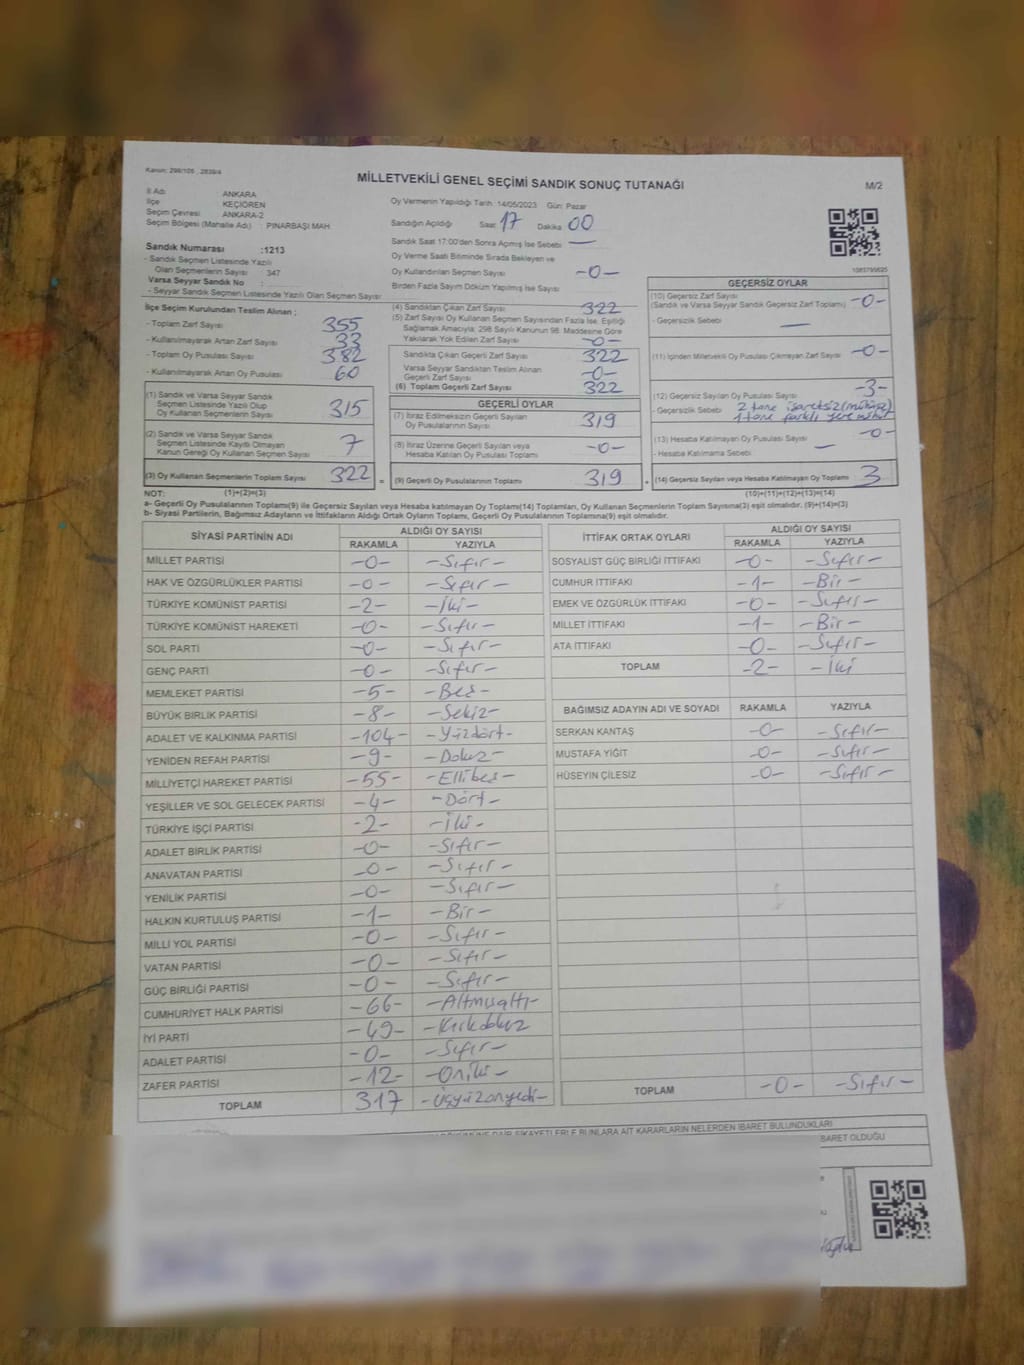 Kanun: 298/105 , 2839/4
MİLLETVEKİLİ GENEL SEÇİMİ SANDIK SONUÇ TUTANAĞI
M/2
İl Adı ANKARA
İlçe KEÇİÖREN
Seçim Çevresi ANKARA-2
Seçim Bölgesi (Mahalle Adı) : PINARBAŞI MAH.
Oy Vermenin Yapıldığı Tarih: 14/05/2023 Gün: Pazar
Sandığın Açıldığı Saat 17 Dakika 00
Sandık Saat 17:00'den Sonra Açmış İse Sebebi —
Oy Verme Saati Bitiminde Sırada Bekleyen ve
Oy Kullandırılan Seçmen Sayısı -0-
Birden Fazla Sayım Döküm Yapılmış İse Sayısı
Sandık Numarası :1213
- Sandık Seçmen Listesinde Yazılı
Olan Seçmenlerin Sayısı 347
Varsa Seyyar Sandık No :
- Seyyar Sandık Seçmen Listesinde Yazılı Olan Seçmen Sayısı
İlçe Seçim Kurulundan Teslim Alınan ;
- Toplam Zarf Sayısı 355
- Kullanılmayarak Artan Zarf Sayısı 33
- Toplam Oy Pusulası Sayısı 382
- Kullanılmayarak Artan Oy Pusulası 60
(1) Sandık ve Varsa Seyyar Sandık
Seçmen Listesinde Yazılı Olup
Oy Kullanan Seçmenlerin Sayısı 315
(2) Sandık ve Varsa Seyyar Sandık
Seçmen Listesinde Kayıtlı Olmayan
Kanun Gereği Oy Kullanan Seçmen Sayısı 7
(3) Oy Kullanan Seçmenlerin Toplam Sayısı 322 =
(4) Sandıktan Çıkan Zarf Sayısı: 322
(5) Zarf Sayısı Oy Kullanan Seçmen Sayısından Fazla İse, Eşitliği
Sağlamak Amacıyla, 298 Sayılı Kanunun 98. Maddesine Göre
Yakılarak Yok Edilen Zarf Sayısı: -0-
Sandıkta Çıkan Geçerli Zarf Sayısı 322
Varsa Seyyar Sandıktan Teslim Alınan
Geçerli Zarf Sayısı -0-
(6) Toplam Geçerli Zarf Sayısı 322
GEÇERLİ OYLAR
(7) İtiraz Edilmeksizin Geçerli Sayılan
Oy Pusulalarının Sayısı 319
(8) İtiraz Üzerine Geçerli Sayılan veya
Hesaba Katılan Oy Pusulası Toplamı -0-
(9) Geçerli Oy Pusulalarının Toplamı 319 +
1083795625
GEÇERSİZ OYLAR
(10) Geçersiz Zarf Sayısı
(Sandık ve Varsa Seyyar Sandık Geçersiz Zarf Toplamı) -0-
- Geçersizlik Sebebi —
(11) İçinden Milletvekili Oy Pusulası Çıkmayan Zarf Sayısı -0-
(12) Geçersiz Sayılan Oy Pusulası Sayısı -3-
- Geçersizlik Sebebi 2 tane işaretsiz (mühürsüz)
1 tane farklı yere mühür
(13) Hesaba Katılmayan Oy Pusulası Sayısı -0-
- Hesaba Katılmama Sebebi —
(14) Geçersiz Sayılan veya Hesaba Katılmayan Oy Toplamı 3
NOT: (1)+(2)=(3) (10)+(11)+(12)+(13)=(14)
a- Geçerli Oy Pusulalarının Toplamı(9) ile Geçersiz Sayılan veya Hesaba katılmayan Oy Toplamı(14) Toplamları, Oy Kullanan Seçmenlerin Toplam Sayısına(3) eşit olmalıdır. (9)+(14)=(3)
b- Siyasi Partilerin, Bağımsız Adayların ve İttifakların Aldığı Ortak Oyların Toplamı, Geçerli Oy Pusulalarının Toplamına(9) eşit olmalıdır.
SİYASİ PARTİNİN ADI ALDIĞI OY SAYISI
RAKAMLA YAZIYLA
MİLLET PARTİSİ -0- -Sıfır-
HAK VE ÖZGÜRLÜKLER PARTİSİ -0- -Sıfır-
TÜRKİYE KOMÜNİST PARTİSİ -2- -İki-
TÜRKİYE KOMÜNİST HAREKETİ -0- -Sıfır-
SOL PARTİ -0- -Sıfır-
GENÇ PARTİ -0- -Sıfır-
MEMLEKET PARTİSİ -5- -Beş-
BÜYÜK BİRLİK PARTİSİ -8- -Sekiz-
ADALET VE KALKINMA PARTİSİ -104- -Yüzdört-
YENİDEN REFAH PARTİSİ -9- -Dokuz-
MİLLİYETÇİ HAREKET PARTİSİ -55- -Ellibeş-
YEŞİLLER VE SOL GELECEK PARTİSİ -4- -Dört-
TÜRKİYE İŞÇİ PARTİSİ -2- -İki-
ADALET BİRLİK PARTİSİ -0- -Sıfır-
ANAVATAN PARTİSİ -0- -Sıfır-
YENİLİK PARTİSİ -0- -Sıfır-
HALKIN KURTULUŞ PARTİSİ -1- -Bir-
MİLLİ YOL PARTİSİ -0- -Sıfır-
VATAN PARTİSİ -0- -Sıfır-
GÜÇ BİRLİĞİ PARTİSİ -0- -Sıfır-
CUMHURİYET HALK PARTİSİ -66- -Altmışaltı-
İYİ PARTİ -49- -Kırkdokuz
ADALET PARTİSİ -0- -Sıfır-
ZAFER PARTİSİ -12- -Oniki-
TOPLAM 317 -Üçyüzonyedi-
İTTİFAK ORTAK OYLARI ALDIĞI OY SAYISI
RAKAMLA YAZIYLA
SOSYALİST GÜÇ BİRLİĞİ İTTİFAKI -0- -Sıfır-
CUMHUR İTTİFAKI -1- -Bir-
EMEK VE ÖZGÜRLÜK İTTİFAKI -0- -Sıfır-
MİLLET İTTİFAKI -1- -Bir-
ATA İTTİFAKI -0- -Sıfır-
TOPLAM -2- -İki
BAĞIMSIZ ADAYIN ADI VE SOYADI RAKAMLA YAZIYLA
SERKAN KANTAŞ -0- -Sıfır-
MUSTAFA YİĞİT -0- -Sıfır-
HÜSEYİN ÇİLESİZ -0- -Sıfır-
TOPLAM -0- -Sıfır-
ŞİKAYETLERLE BUNLARA AİT KARARLARIN NELERDEN İBARET BULUNDUKLARI
İBARET OLDUĞU